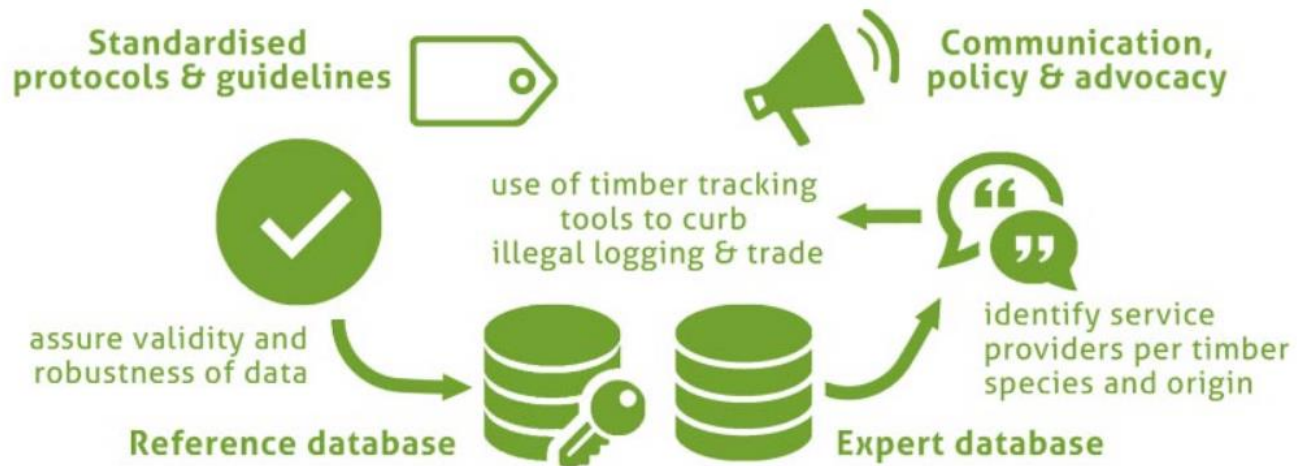 Standardised
protocols & guidelines
Communication,
policy & advocacy
use of timber tracking
tools to curb
illegal logging & trade
assure validity and
robustness of data
identify service
providers per timber
species and origin
Reference database
Expert database